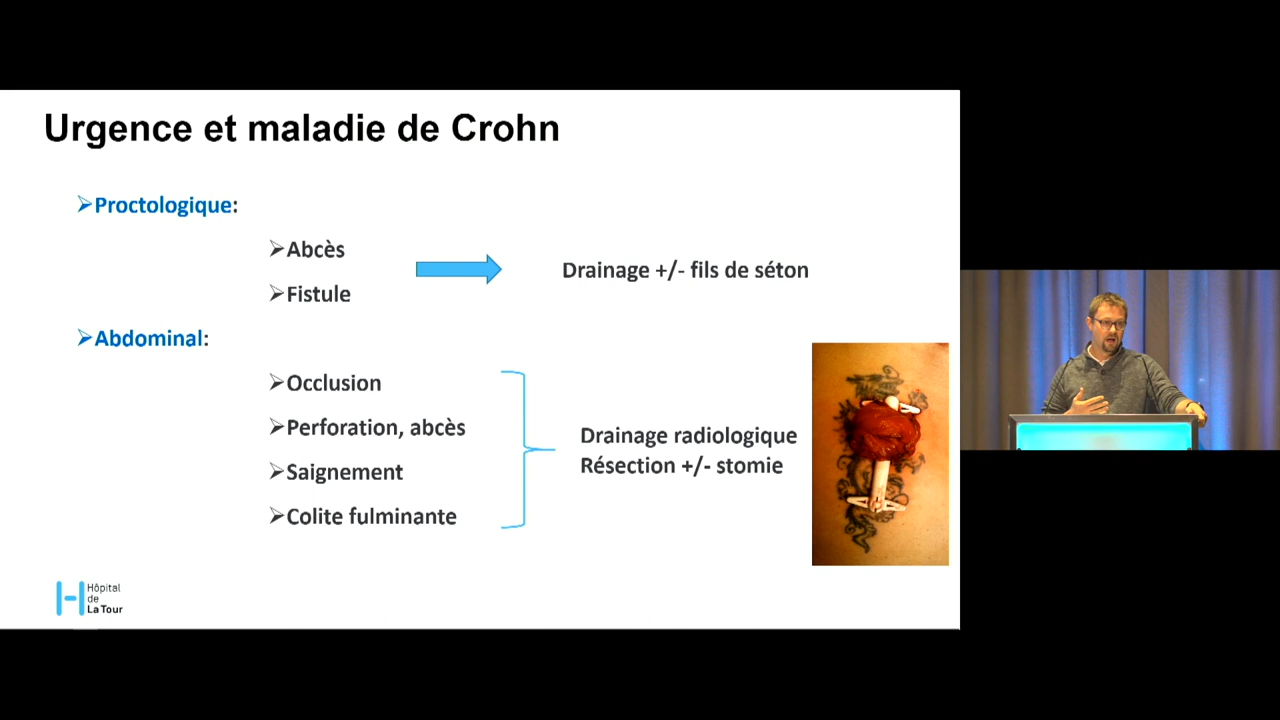 Urgence et maladie de Crohn
➢Proctologique:
➢Abcès
➢Fistule
Drainage +/- fils de séton
➢Abdominal:
➢Occlusion
➢Perforation, abcès
➢Saignement
➢Colite fulminante
Drainage radiologique
Résection +/- stomie
Hôpital
de
La Tour